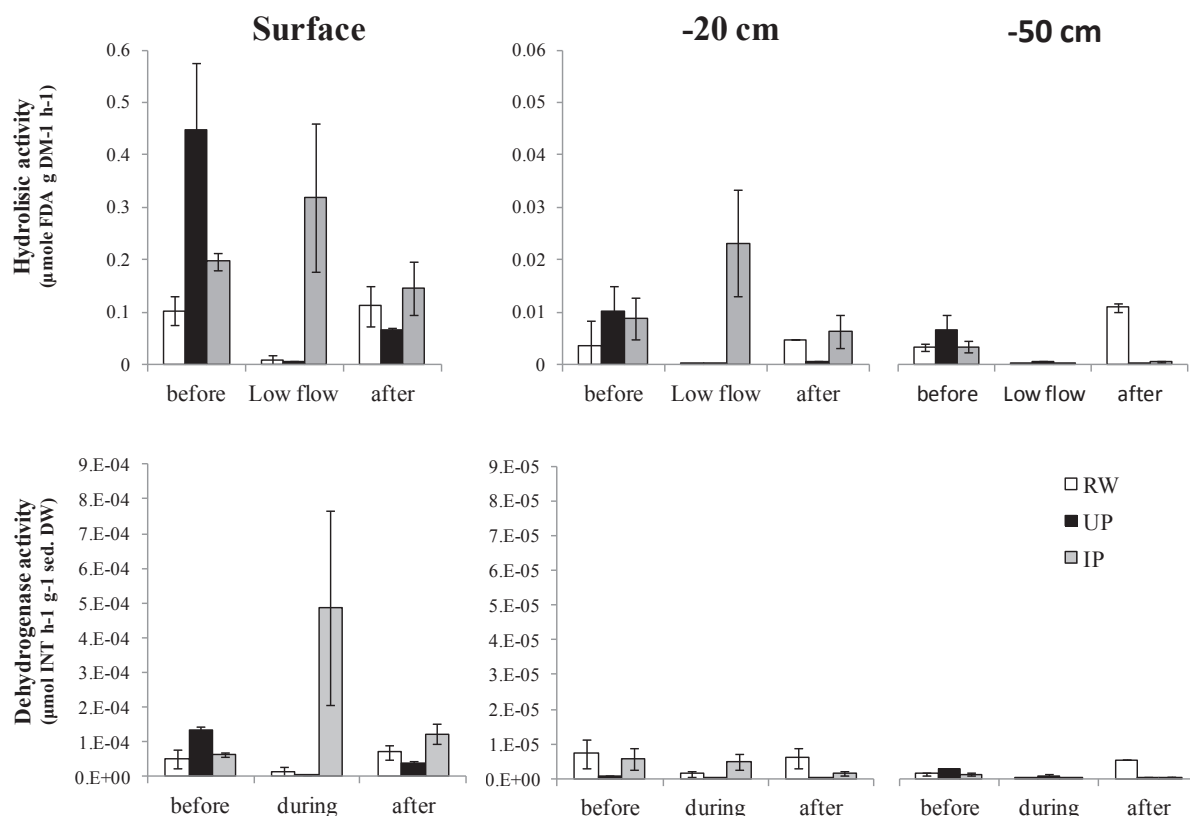 Surface
-20 cm
-50 cm
Hydrolisic activity
(µmole FDA g DM-1 h-1)
0.6
0.5
0.4
0.3
0.2
0.1
0
before Low flow after
0.06
0.05
0.04
0.03
0.02
0.01
0
before Low flow after
before Low flow after
Dehydrogenase activity
(µmol INT h-1 g-1 sed. DW)
9.E-04
8.E-04
7.E-04
6.E-04
5.E-04
4.E-04
3.E-04
2.E-04
1.E-04
0.E+00
before during after
9.E-05
8.E-05
7.E-05
6.E-05
5.E-05
4.E-05
3.E-05
2.E-05
1.E-05
0.E+00
before during after
RW
UP
IP
before during after